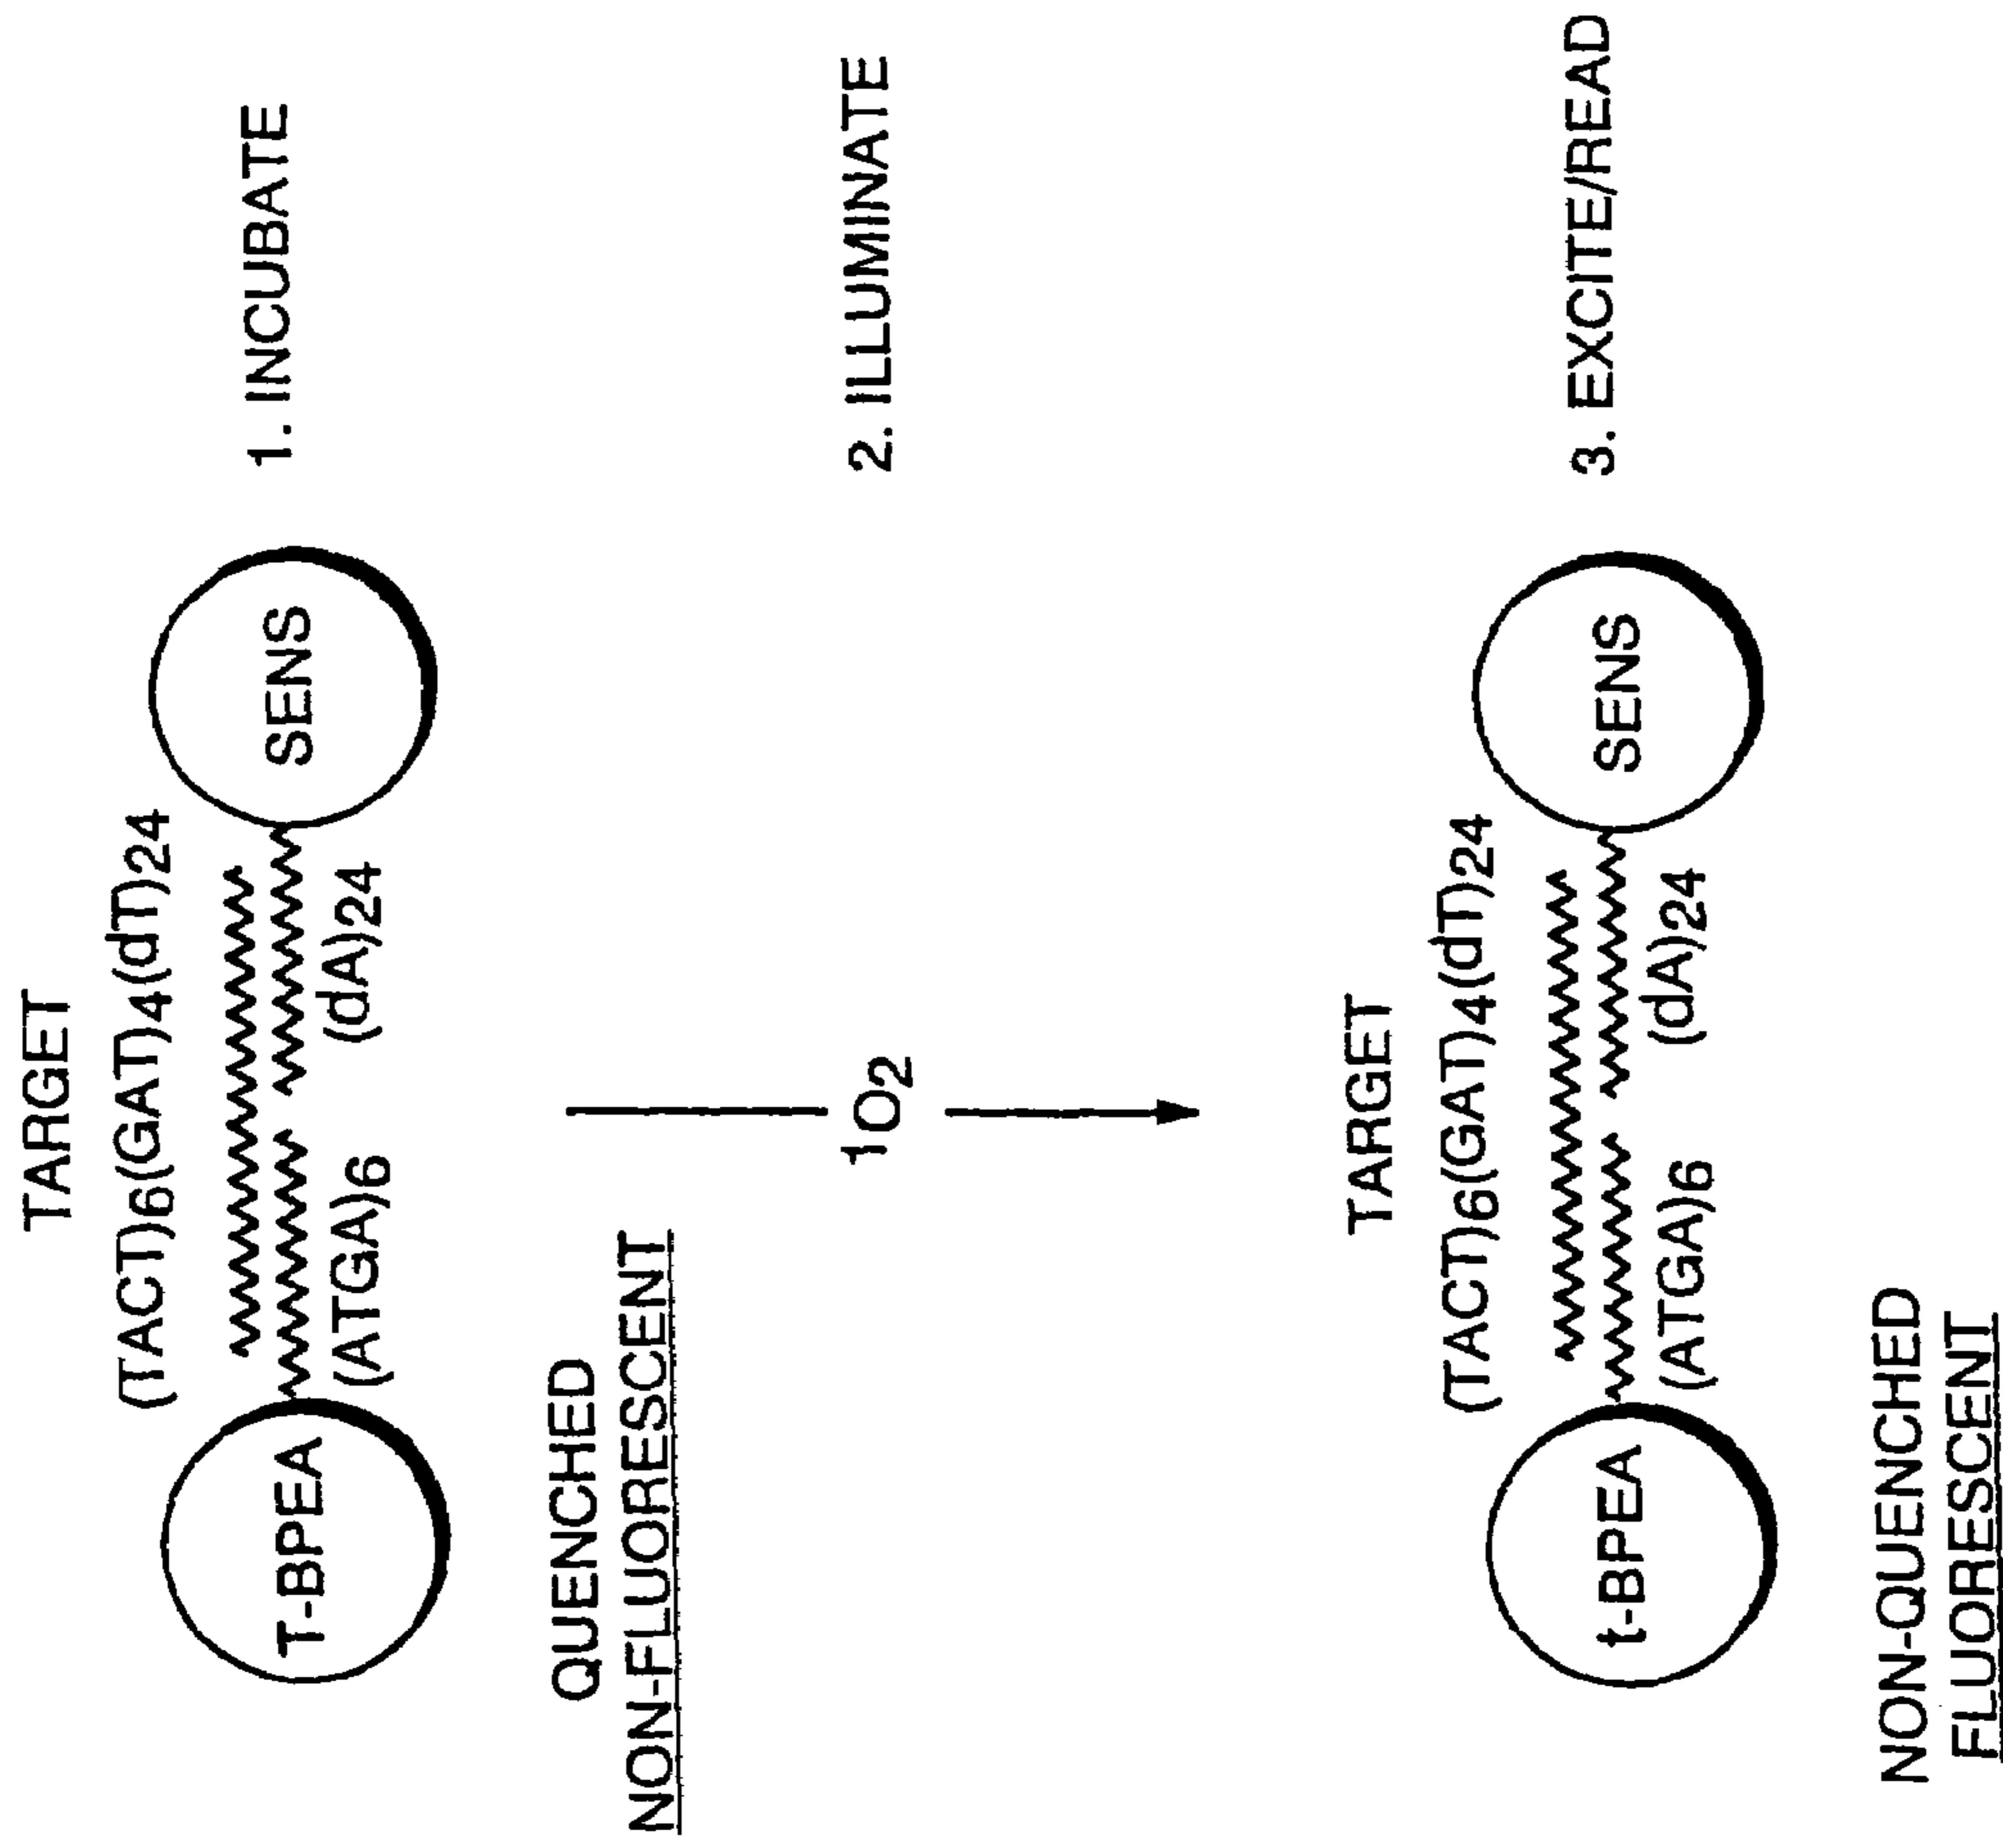 TARGET
(TACT)6(GAT)4(dT)24
T-BPEA
SENS
1. INCUBATE
(ATGA)6
(dA)24
QUENCHED
NON-FLUORESCENT
1O2
2. ILLUMINATE
TARGET
(TACT)6(GAT)4(dT)24
t-BPEA
SENS
3. EXCITE/READ
(ATGA)6
(dA)24
NON-QUENCHED
FLUORESCENT